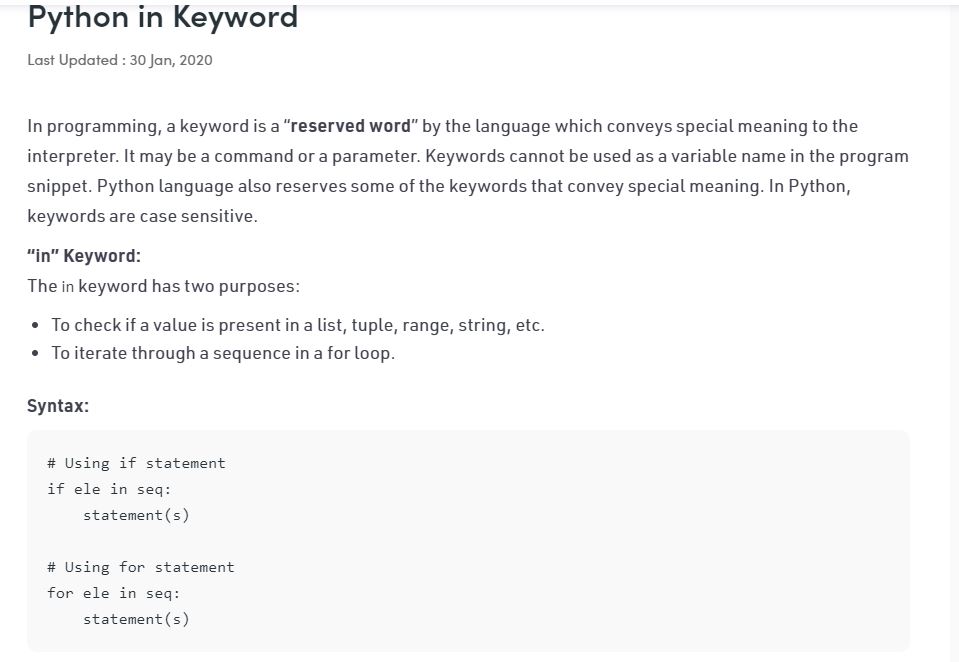 Python in Keyword
Last Updated : 30 Jan, 2020
In programming, a keyword is a “reserved word” by the language which conveys special meaning to the
interpreter. It may be a command or a parameter. Keywords cannot be used as a variable name in the program
snippet. Python language also reserves some of the keywords that convey special meaning. In Python,
keywords are case sensitive.
“in” Keyword:
The in keyword has two purposes:
• To check if a value is present in a list, tuple, range, string, etc.
• To iterate through a sequence in a for loop.
Syntax:
# Using if statement
if ele in seq:
    statement(s)
# Using for statement
for ele in seq:
    statement(s)